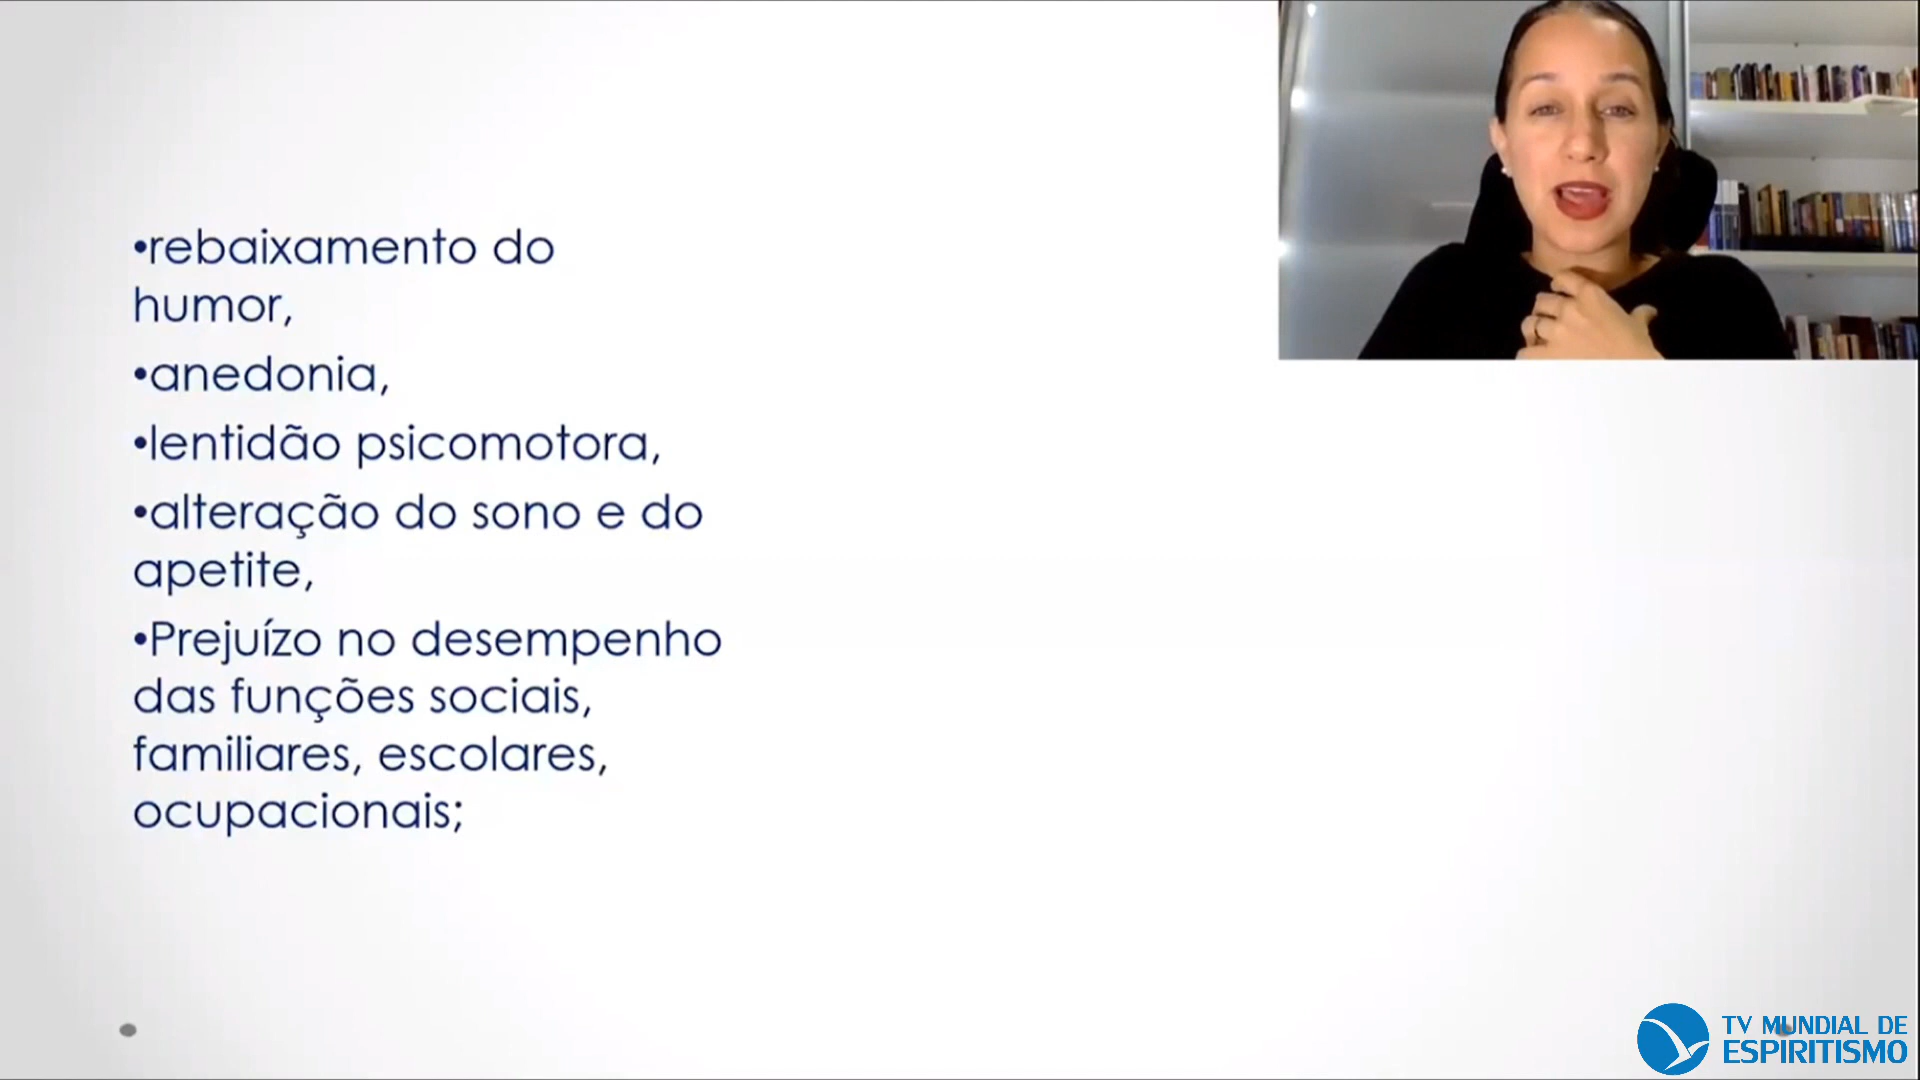 •rebaixamento do
humor,
•anedonia,
•lentidão psicomotora,
•alteração do sono e do
apetite,
•Prejuízo no desempenho
das funções sociais,
familiares, escolares,
ocupacionais;
TV MUNDIAL DE
ESPIRITISMO